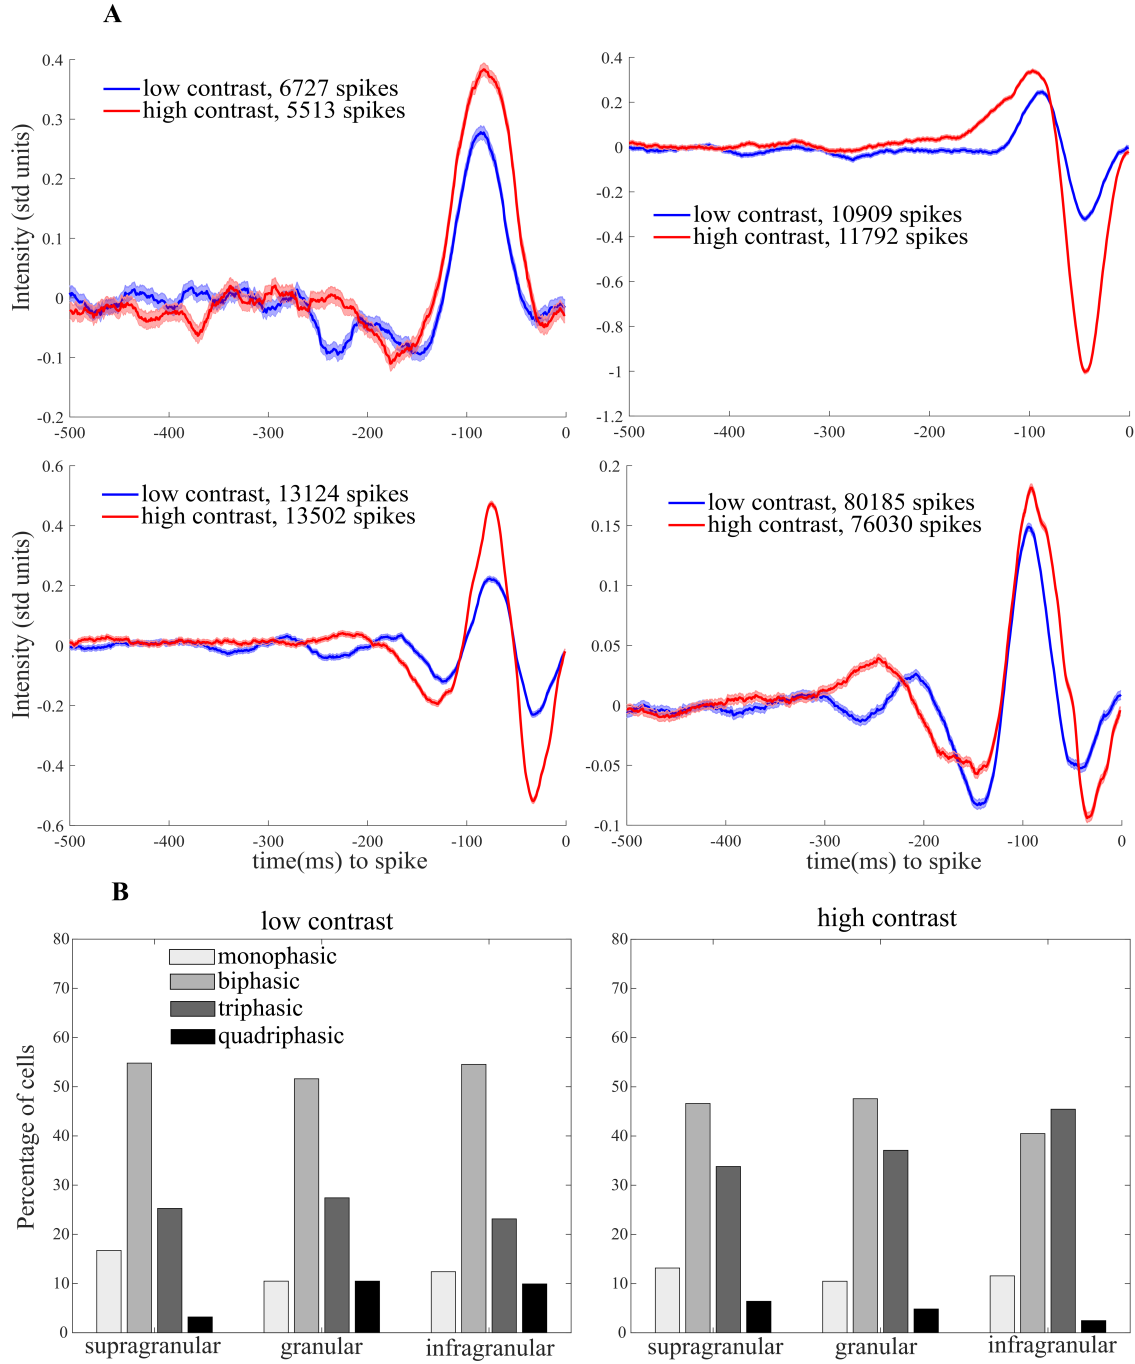 A
low contrast, 6727 spikes
high contrast, 5513 spikes
Intensity (std units)
0.4
0.3
0.2
0.1
0
-0.1
-0.2
-500
-400
-300
-200
-100
0
low contrast, 10909 spikes
high contrast, 11792 spikes
0.4
0.2
0
-0.2
-0.4
-0.6
-0.8
-1
-1.2
-500
-400
-300
-200
-100
0
low contrast, 13124 spikes
high contrast, 13502 spikes
Intensity (std units)
0.6
0.4
0.2
0
-0.2
-0.4
-0.6
-500
-400
-300
-200
-100
0
time(ms) to spike
low contrast, 80185 spikes
high contrast, 76030 spikes
0.2
0.15
0.1
0.05
0
-0.05
-0.1
-500
-400
-300
-200
-100
0
time(ms) to spike
B
low contrast
monophasic
biphasic
triphasic
quadriphasic
Percentage of cells
80
70
60
50
40
30
20
10
0
supragranular
granular
infragranular
high contrast
80
70
60
50
40
30
20
10
0
supragranular
granular
infragranular